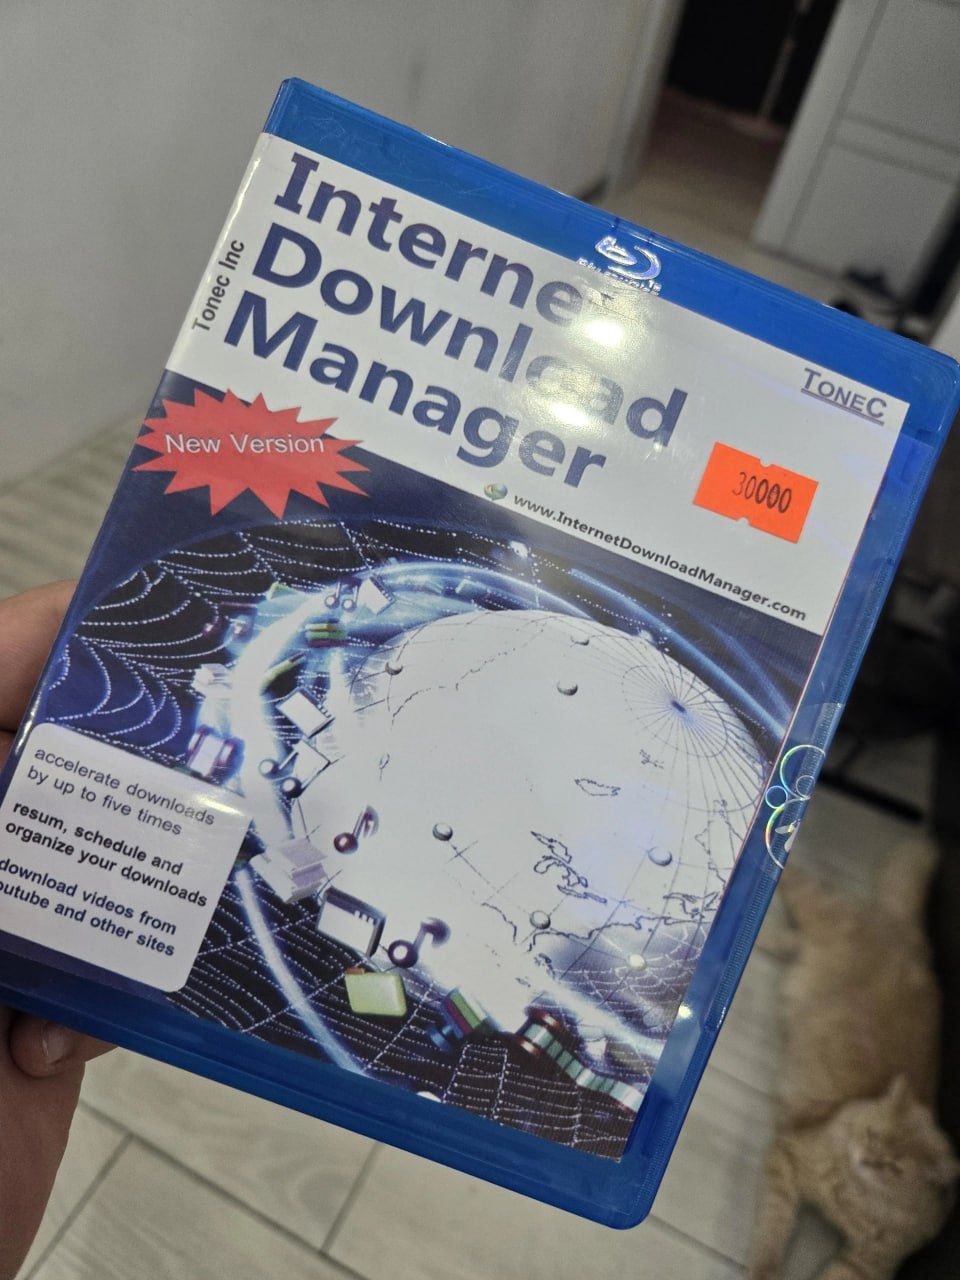 Internet
Download
Manager
Tonec Inc
TONEC
New Version
30000
www.InternetDownloadManager.com
accelerate downloads
by up to five times
resum, schedule and
organize your downloads
download videos from
outube and other sites